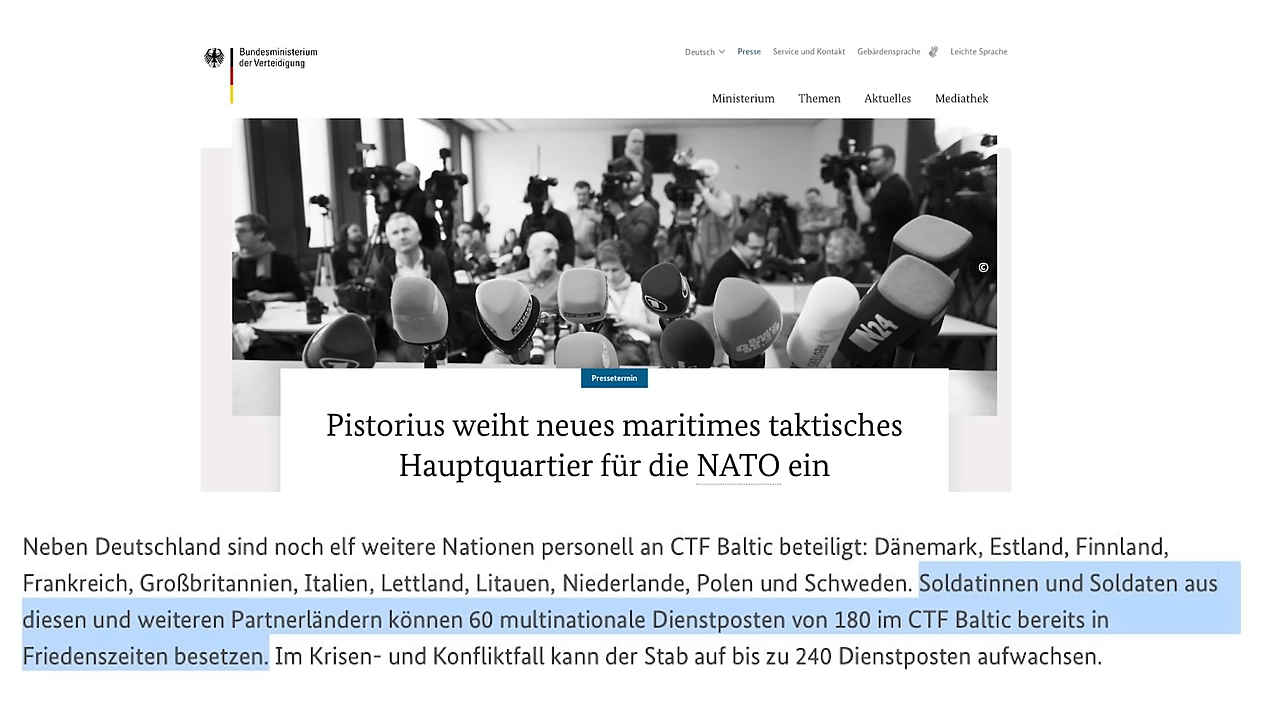 Bundesministerium
der Verteidigung
Deutsch Presse Service und Kontakt Gebärdensprache Leichte Sprache
Ministerium Themen Aktuelles Mediathek
©
N24
Pressetermin
Pistorius weiht neues maritimes taktisches
Hauptquartier für die NATO ein
Neben Deutschland sind noch elf weitere Nationen personell an CTF Baltic beteiligt: Dänemark, Estland, Finnland,
Frankreich, Großbritannien, Italien, Lettland, Litauen, Niederlande, Polen und Schweden. Soldatinnen und Soldaten aus
diesen und weiteren Partnerländern können 60 multinationale Dienstposten von 180 im CTF Baltic bereits in
Friedenszeiten besetzen. Im Krisen- und Konfliktfall kann der Stab auf bis zu 240 Dienstposten aufwachsen.